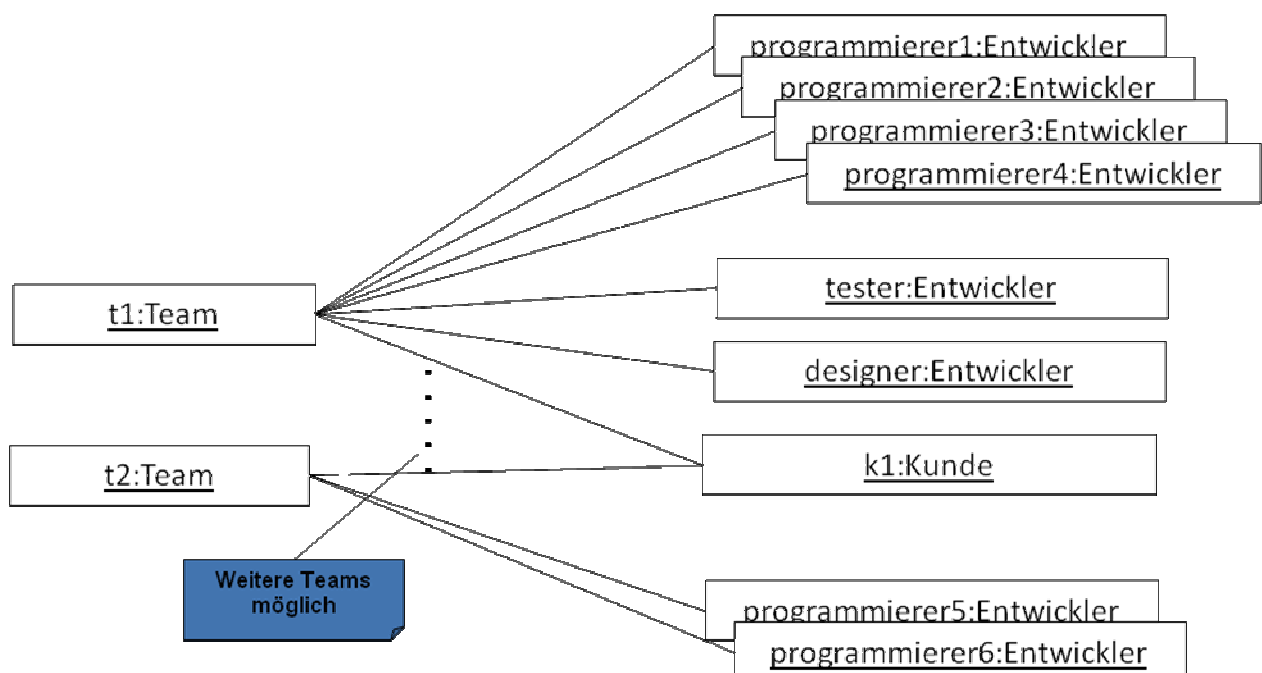 programmierer1:Entwickler
programmierer2:Entwickler
programmierer3:Entwickler
programmierer4:Entwickler
tester:Entwickler
t1:Team
designer:Entwickler
k1:Kunde
t2:Team
Weitere Teams
möglich
programmierer5:Entwickler
programmierer6:Entwickler